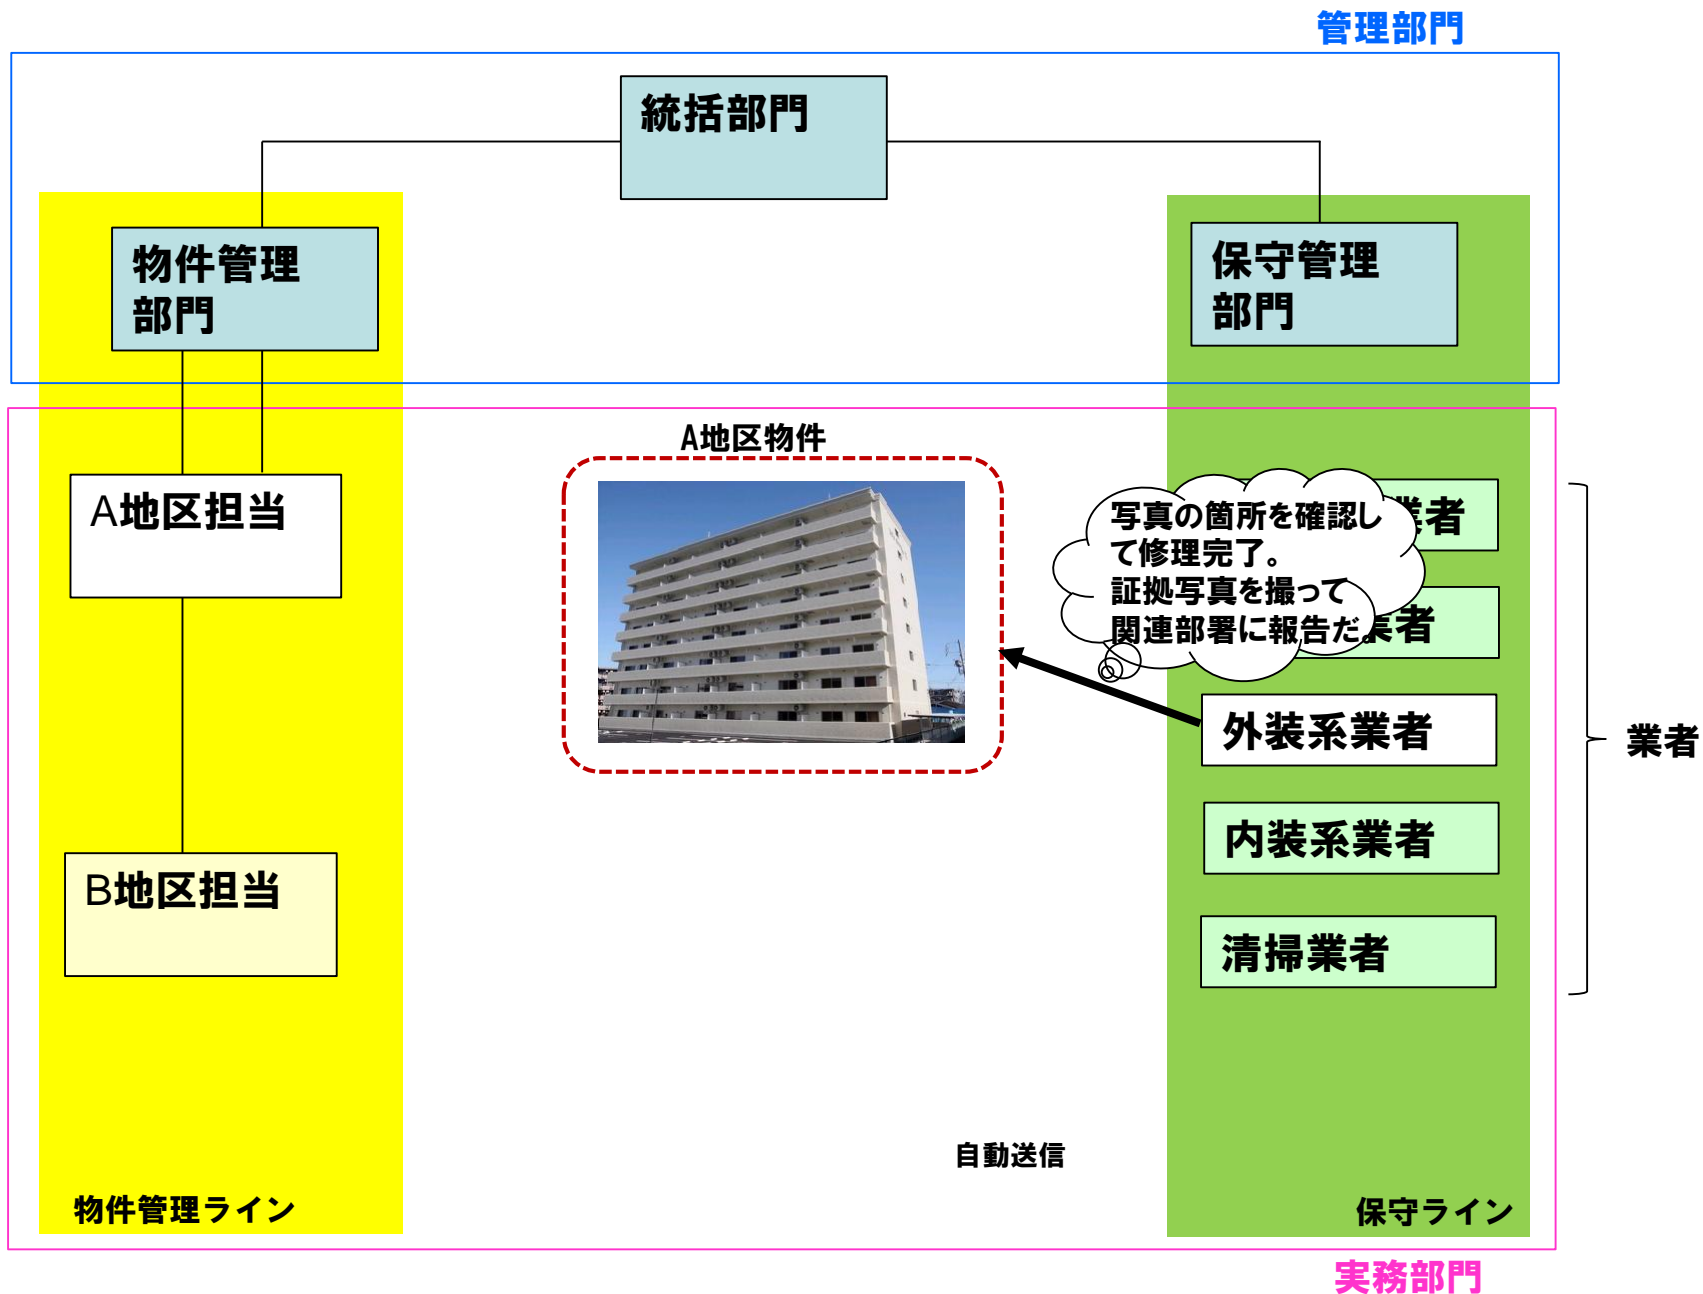 管理部門
統括部門
物件管理
部門
保守管理
部門
A地区物件
A地区担当
写真の箇所を確認し
て修理完了。
証拠写真を撮って
関連部署に報告だ。
業者
業者
外装系業者
業者
内装系業者
B地区担当
清掃業者
自動送信
物件管理ライン
保守ライン
実務部門